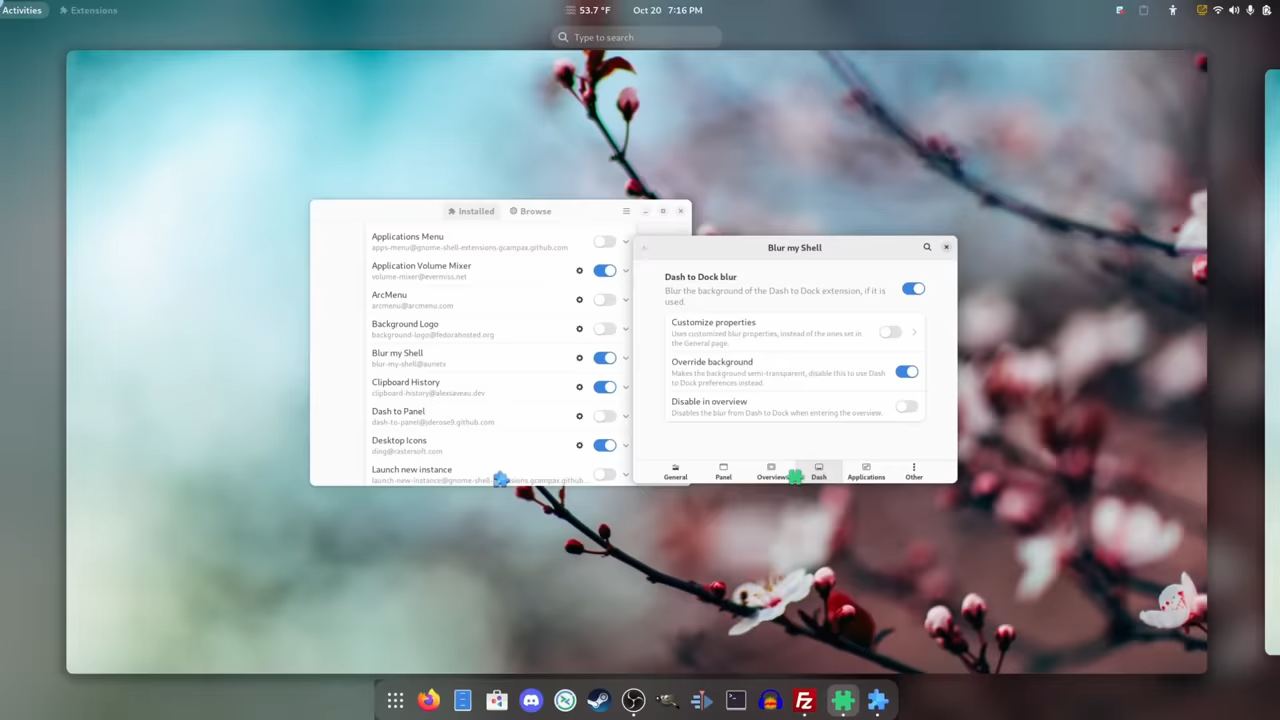 Activities
Extensions
53.7 °F
Oct 20 7:16 PM
Type to search
Installed
Browse
Applications Menu
apps-menu@gnome-shell-extensions.gcampax.github.com
Application Volume Mixer
volume-mixer@evermiss.net
ArcMenu
arcmenu@arcmenu.com
Background Logo
background-logo@fedorahosted.org
Blur my Shell
blur-my-shell@aunetx
Clipboard History
clipboard-history@alexsaveau.dev
Dash to Panel
dash-to-panel@jderose9.github.com
Desktop Icons
ding@rastersoft.com
Launch new instance
Blur my Shell
Dash to Dock blur
Blur the background of the Dash to Dock extension, if it is
used.
Customize properties
Uses customized blur properties, instead of the ones set in
the General page.
Override background
Makes the background semi-transparent, disable this to use Dash
to Dock preferences instead.
Disable in overview
Disables the blur from Dash to Dock when entering the overview.
General
Panel
Overview
Dash
Applications
Other